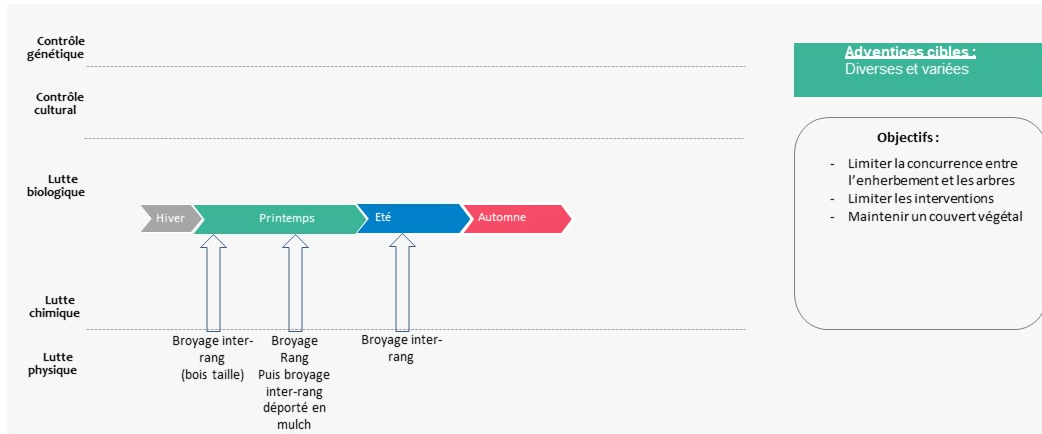 Contrôle
génétique
Contrôle
cultural
Lutte
biologique
Hiver
Printemps
Eté
Automne
Lutte
chimique
Lutte
physique
Broyage inter-
rang
(bois taille)
Broyage
Rang
Puis broyage
inter-rang
déporté en
mulch
Broyage inter-
rang
Adventices cibles :
Diverses et variées
Objectifs :
- Limiter la concurrence entre
l'enherbement et les arbres
- Limiter les interventions
- Maintenir un couvert végétal